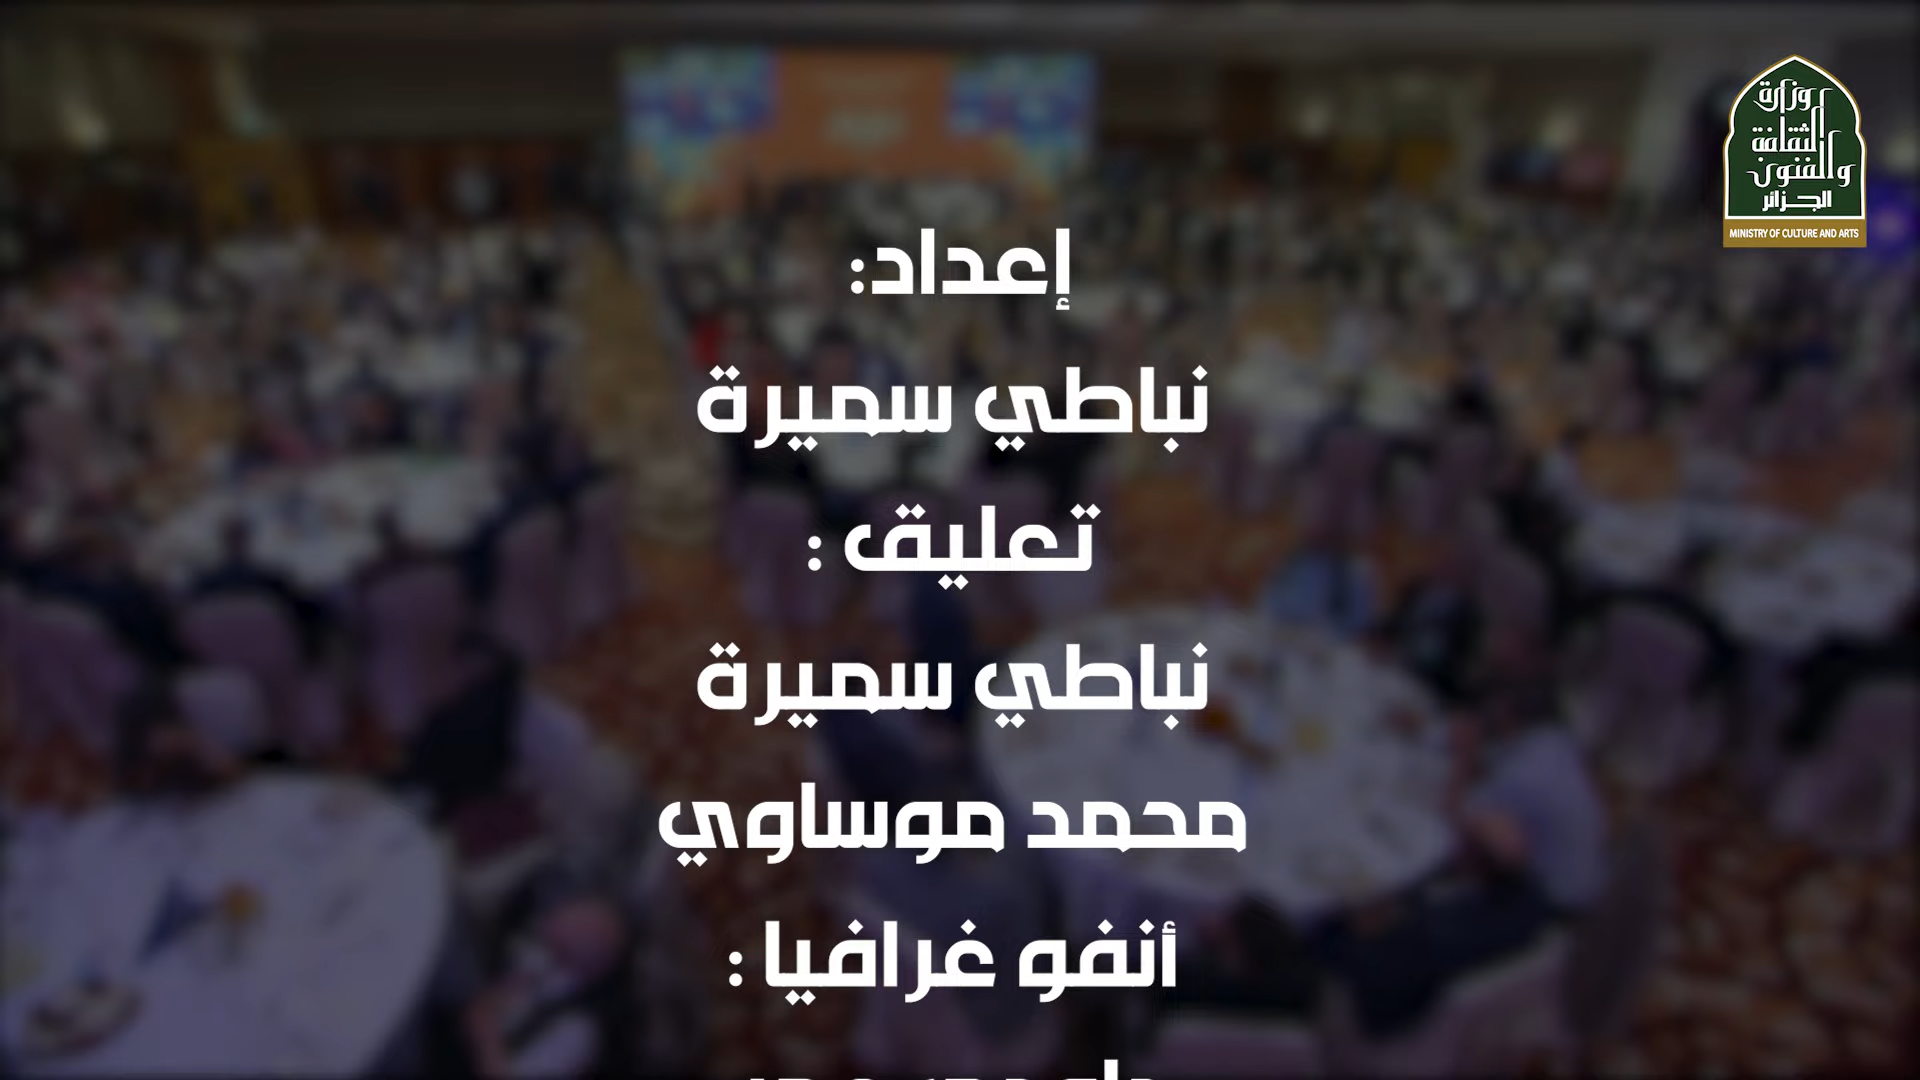 وزارة
الثقافة
والفنون
الجزائر
MINISTRY OF CULTURE AND ARTS
إعداد:
نباطي سميرة
تعليق :
نباطي سميرة
محمد موساوي
أنفو غرافيا :